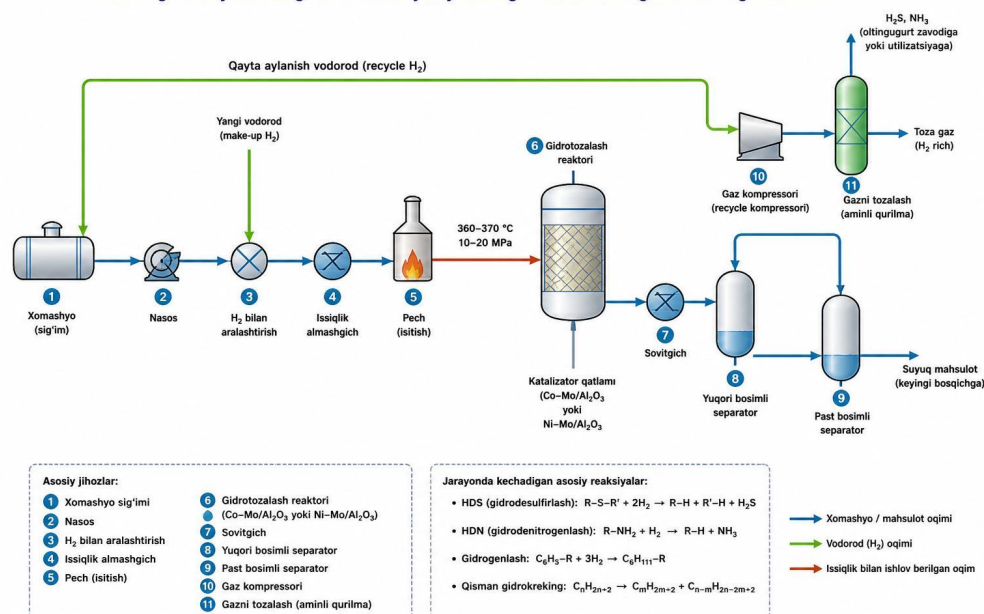 H₂S, NH₃
(oltingugurt zavodiga
yoki utilizatsiyaga)
Qayta aylanish vodorod (recycle H₂)
Yangi vodorod
(make-up H₂)
6 Gidrotozalash
reaktori
Toza gaz
(H₂ rich)
10
Gaz kompressori
(recycle kompressori)
11
Gazni tozalash
(aminli qurilma)
360–370 °C
10–20 MPa
1
Xomashyo
(sig‘im)
2
Nasos
3
H₂ bilan
aralashtirish
4
Issiqlik
almashgich
5
Pech
(isitish)
7
Sovitgich
Katalizator qatlamı
(Co–Mo/Al₂O₃
yoki
Ni–Mo/Al₂O₃
8
Yuqori bosimli
separator
9
Past bosimli
separator
Suyuq mahsulot
(keyingi bosqichga)
Asosiy jihozlar:
1 Xomashyo sig‘imi
2 Nasos
3 H₂ bilan aralashtirish
4 Issiqlik almashgich
5 Pech (isitish)
6 Gidrotozalash reaktori
(Co–Mo/Al₂O₃ yoki Ni–Mo/Al₂O₃)
7 Sovitgich
8 Yuqori bosimli separator
9 Past bosimli separator
10 Gaz kompressori
11 Gazni tozalash (aminli qurilma)
Jarayonda kechadigan asosiy reaksiyalar:
• HDS (gidrodesulfirlash): R–S–R’ + 2H₂ → R–H + R’–H + H₂S
• HDN (gidrodenitrogenlash): R–NH₂ + H₂ → R–H + NH₃
• Gidrogenlash: C₆H₅–R + 3H₂ → C₆H₁₁₁–R
• Qisman gidrokreking: CₙH₂ₙ₊₂ → CₘH₂ₘ₊₂ + Cₙ₋ₘH₂ₙ₋₂ₘ₊₂
Xomashyo / mahsulot oqimi
Vodorod (H₂) oqimi
Issiqlik bilan ishlov berilgan oqim